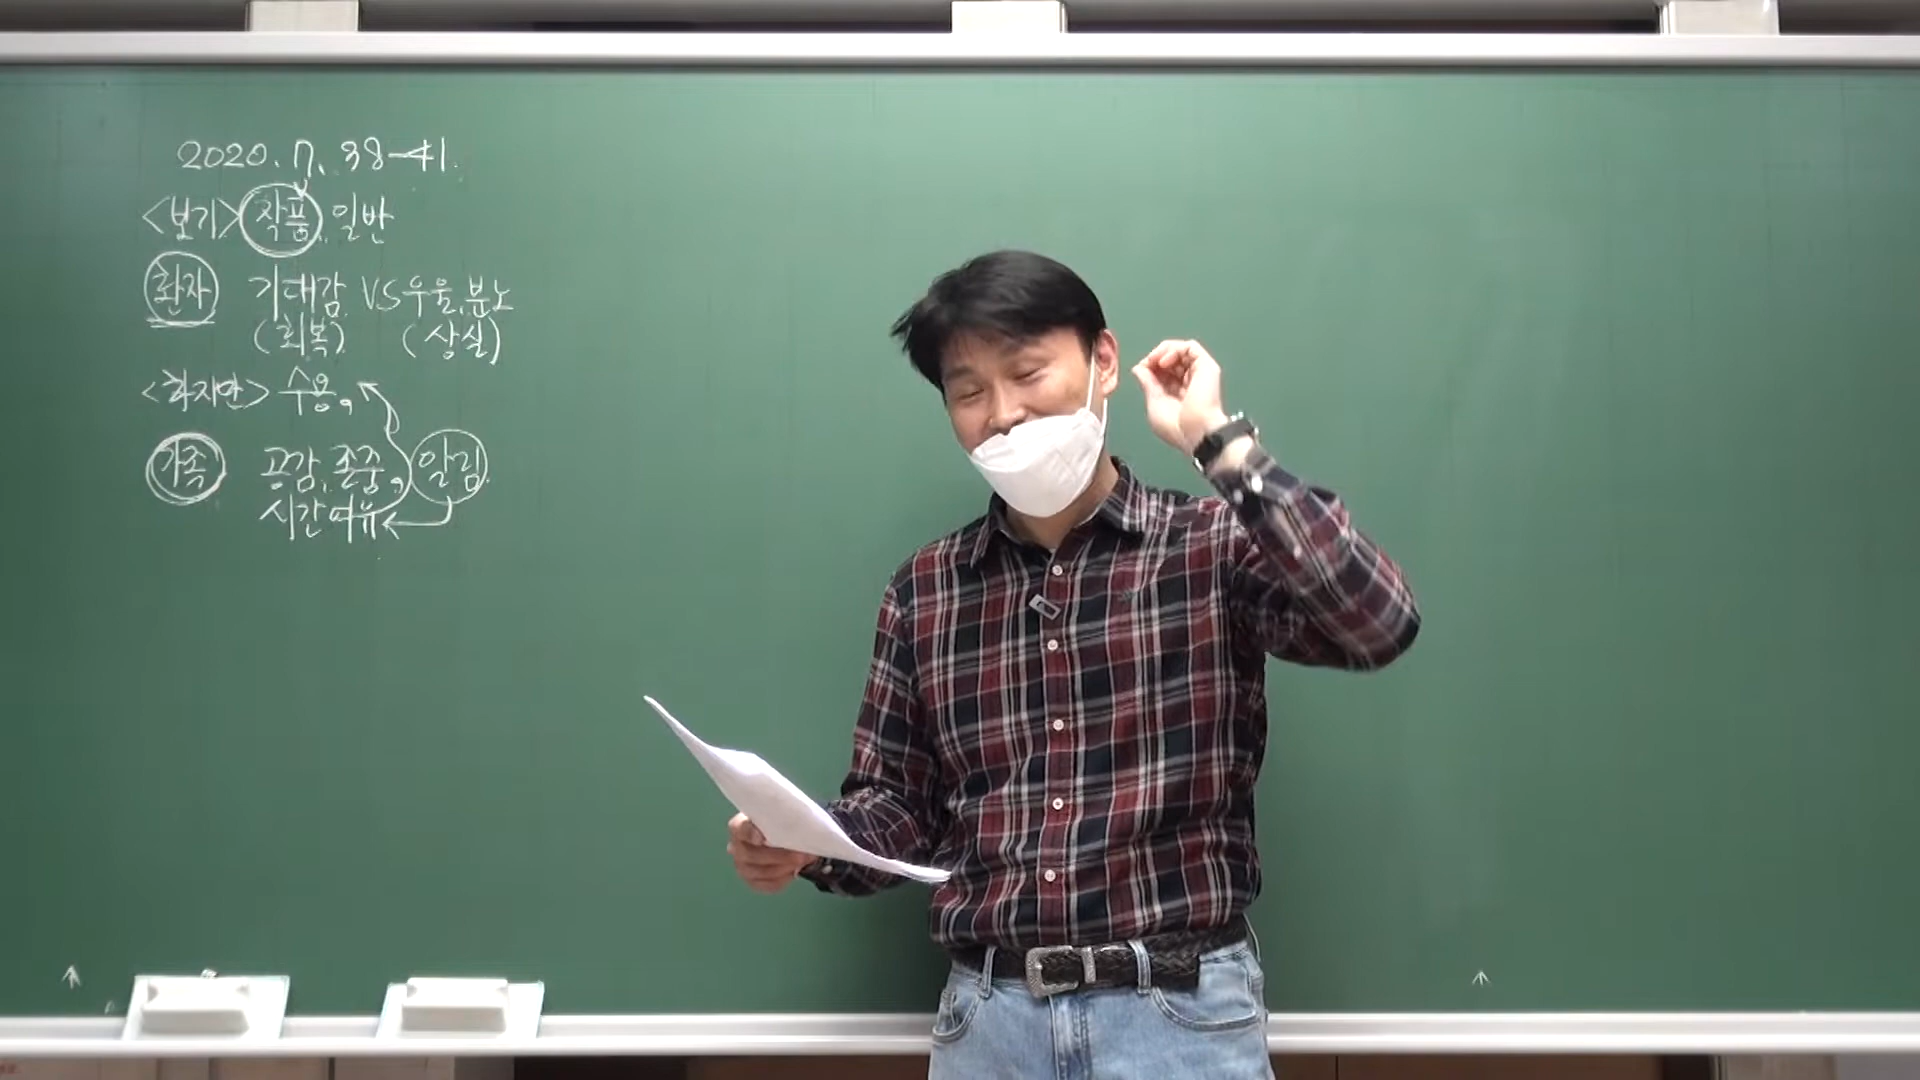 2020. 7. 38-41.
<보기> 작품, 일반
환자 기대감 VS 우울, 분노
(회복) (상실)
<환자만> 수용,
가족 공감, 존중, 알림.
시간여유